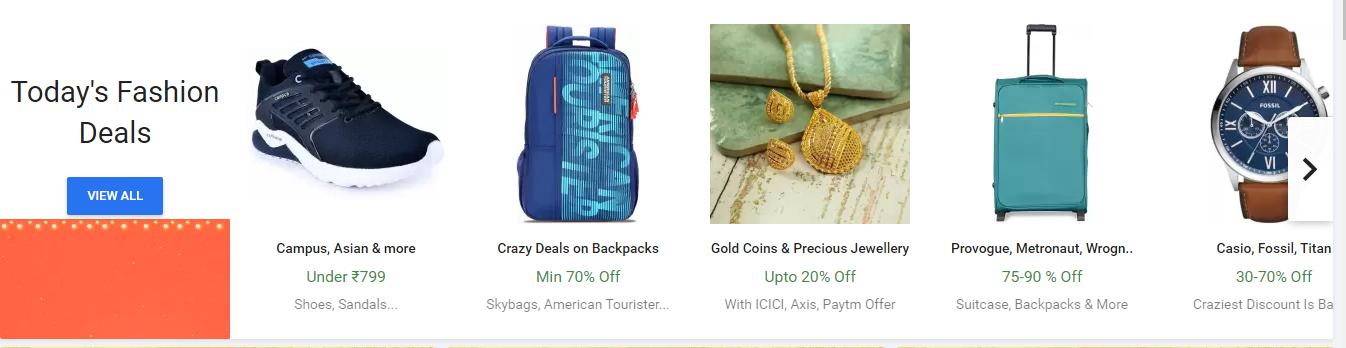 Today's Fashion
Deals
VIEW ALL
Campus, Asian & more
Under ₹799
Shoes, Sandals...
Crazy Deals on Backpacks
Min 70% Off
Skybags, American Tourister...
Gold Coins & Precious Jewellery
Upto 20% Off
With ICICI, Axis, Paytm Offer
Provogue, Metronaut, Wrogn..
75-90 % Off
Suitcase, Backpacks & More
FOSSIL
Casio, Fossil, Titan
30-70% Off
Craziest Discount Is Ba